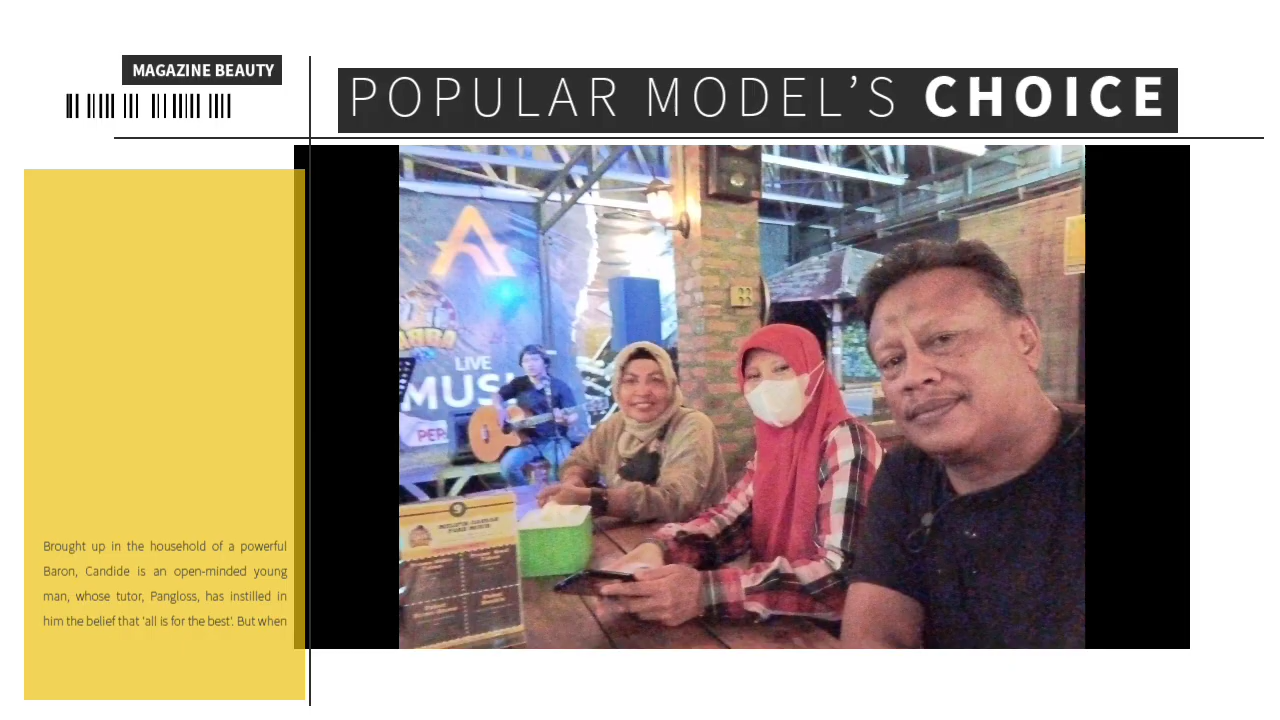 MAGAZINE BEAUTY
POPULAR MODEL’S CHOICE
LIVE
MUSI
PEP
Brought up in the household of a powerful
Baron, Candide is an open-minded young
man, whose tutor, Pangloss, has instilled in
him the belief that 'all is for the best'. But when